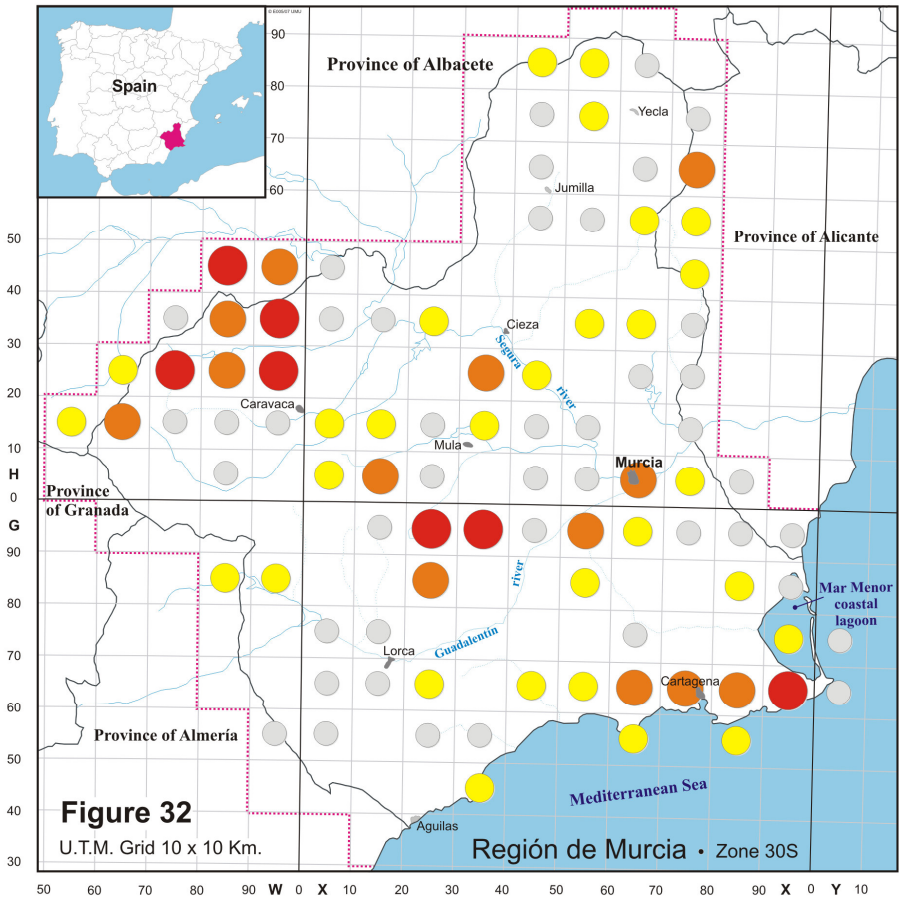 © E005/07 UMU
Spain
Province of Albacete
Yecla
Jumilla
Province of Alicante
Cieza
Segura
river
Caravaca
Mula
Murcia
Province
of Granada
river
Guadalentín
Lorca
Mar Menor
coastal
lagoon
Cartagena
Province of Almería
Mediterranean Sea
Aguilas
Figure 32
U.T.M. Grid 10 x 10 Km.
Región de Murcia • Zone 30S
90
80
70
60
50
40
30
20
10
H
0
G
90
80
70
60
50
40
30
50 60 70 80 90 W 0 X 10 20 30 40 50 60 70 80 90 X 0 Y 10